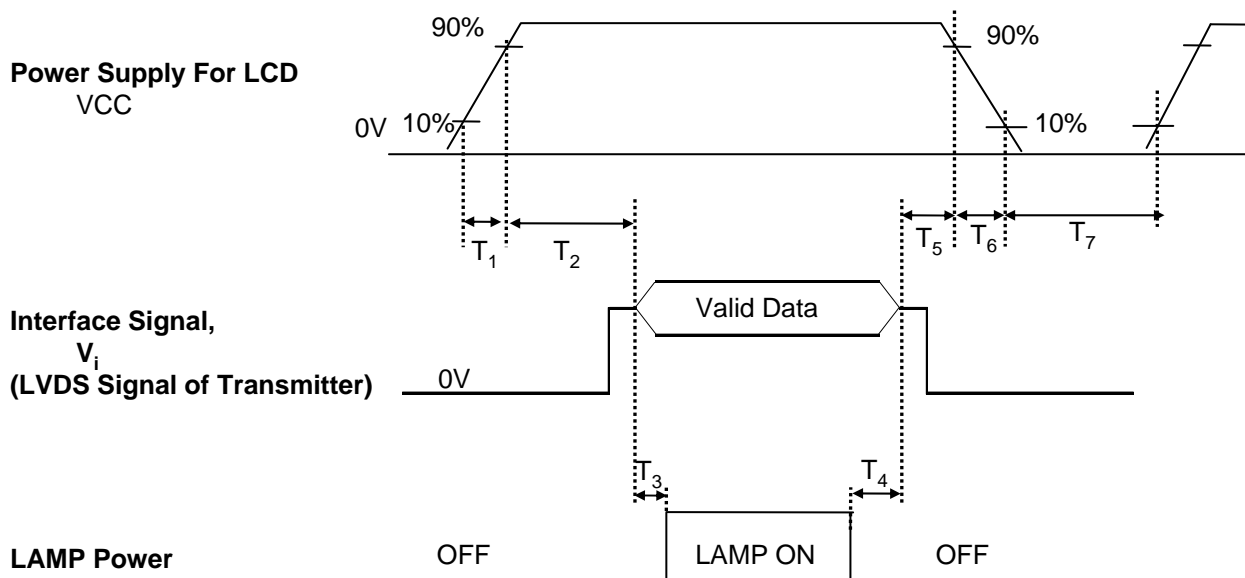 90%
90%
Power Supply For LCD
VCC
0V
10%
10%
T₁
T₂
T₅
T₆
T₇
Valid Data
Interface Signal,
Vᵢ
(LVDS Signal of Transmitter)
0V
T₃
T₄
LAMP Power
OFF
LAMP ON
OFF